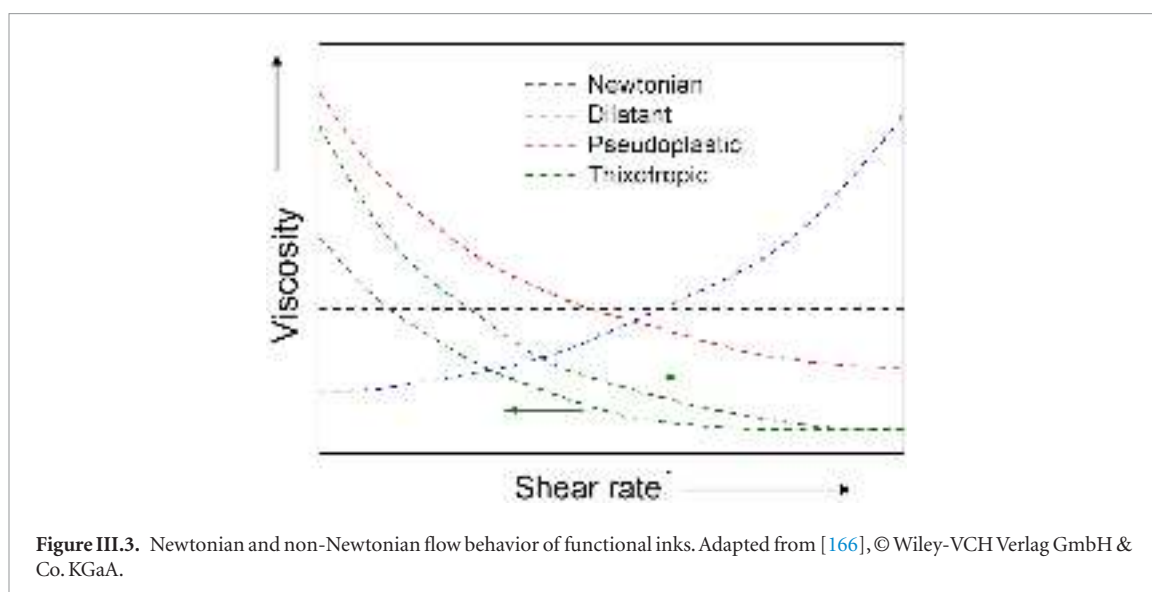 Newtonian
Dilatant
Pseudoplastic
Thixotropic
Viscosity
Shear rate
Figure III.3. Newtonian and non-Newtonian flow behavior of functional inks. Adapted from [166], © Wiley-VCH Verlag GmbH &
Co. KGaA.